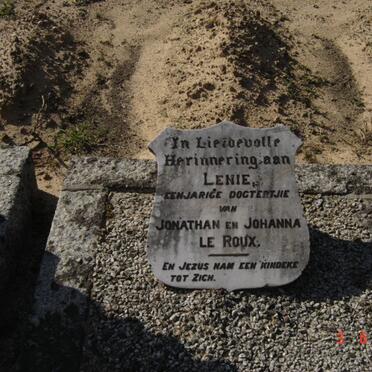 In Liefdevolle
Herinnering aan
LENIE,
EENJARIGE DOGTERTJIE
VAN
JONATHAN EN JOHANNA
LE ROUX.
EN JEZUS NAM EEN KINDEKE
TOT ZICH.